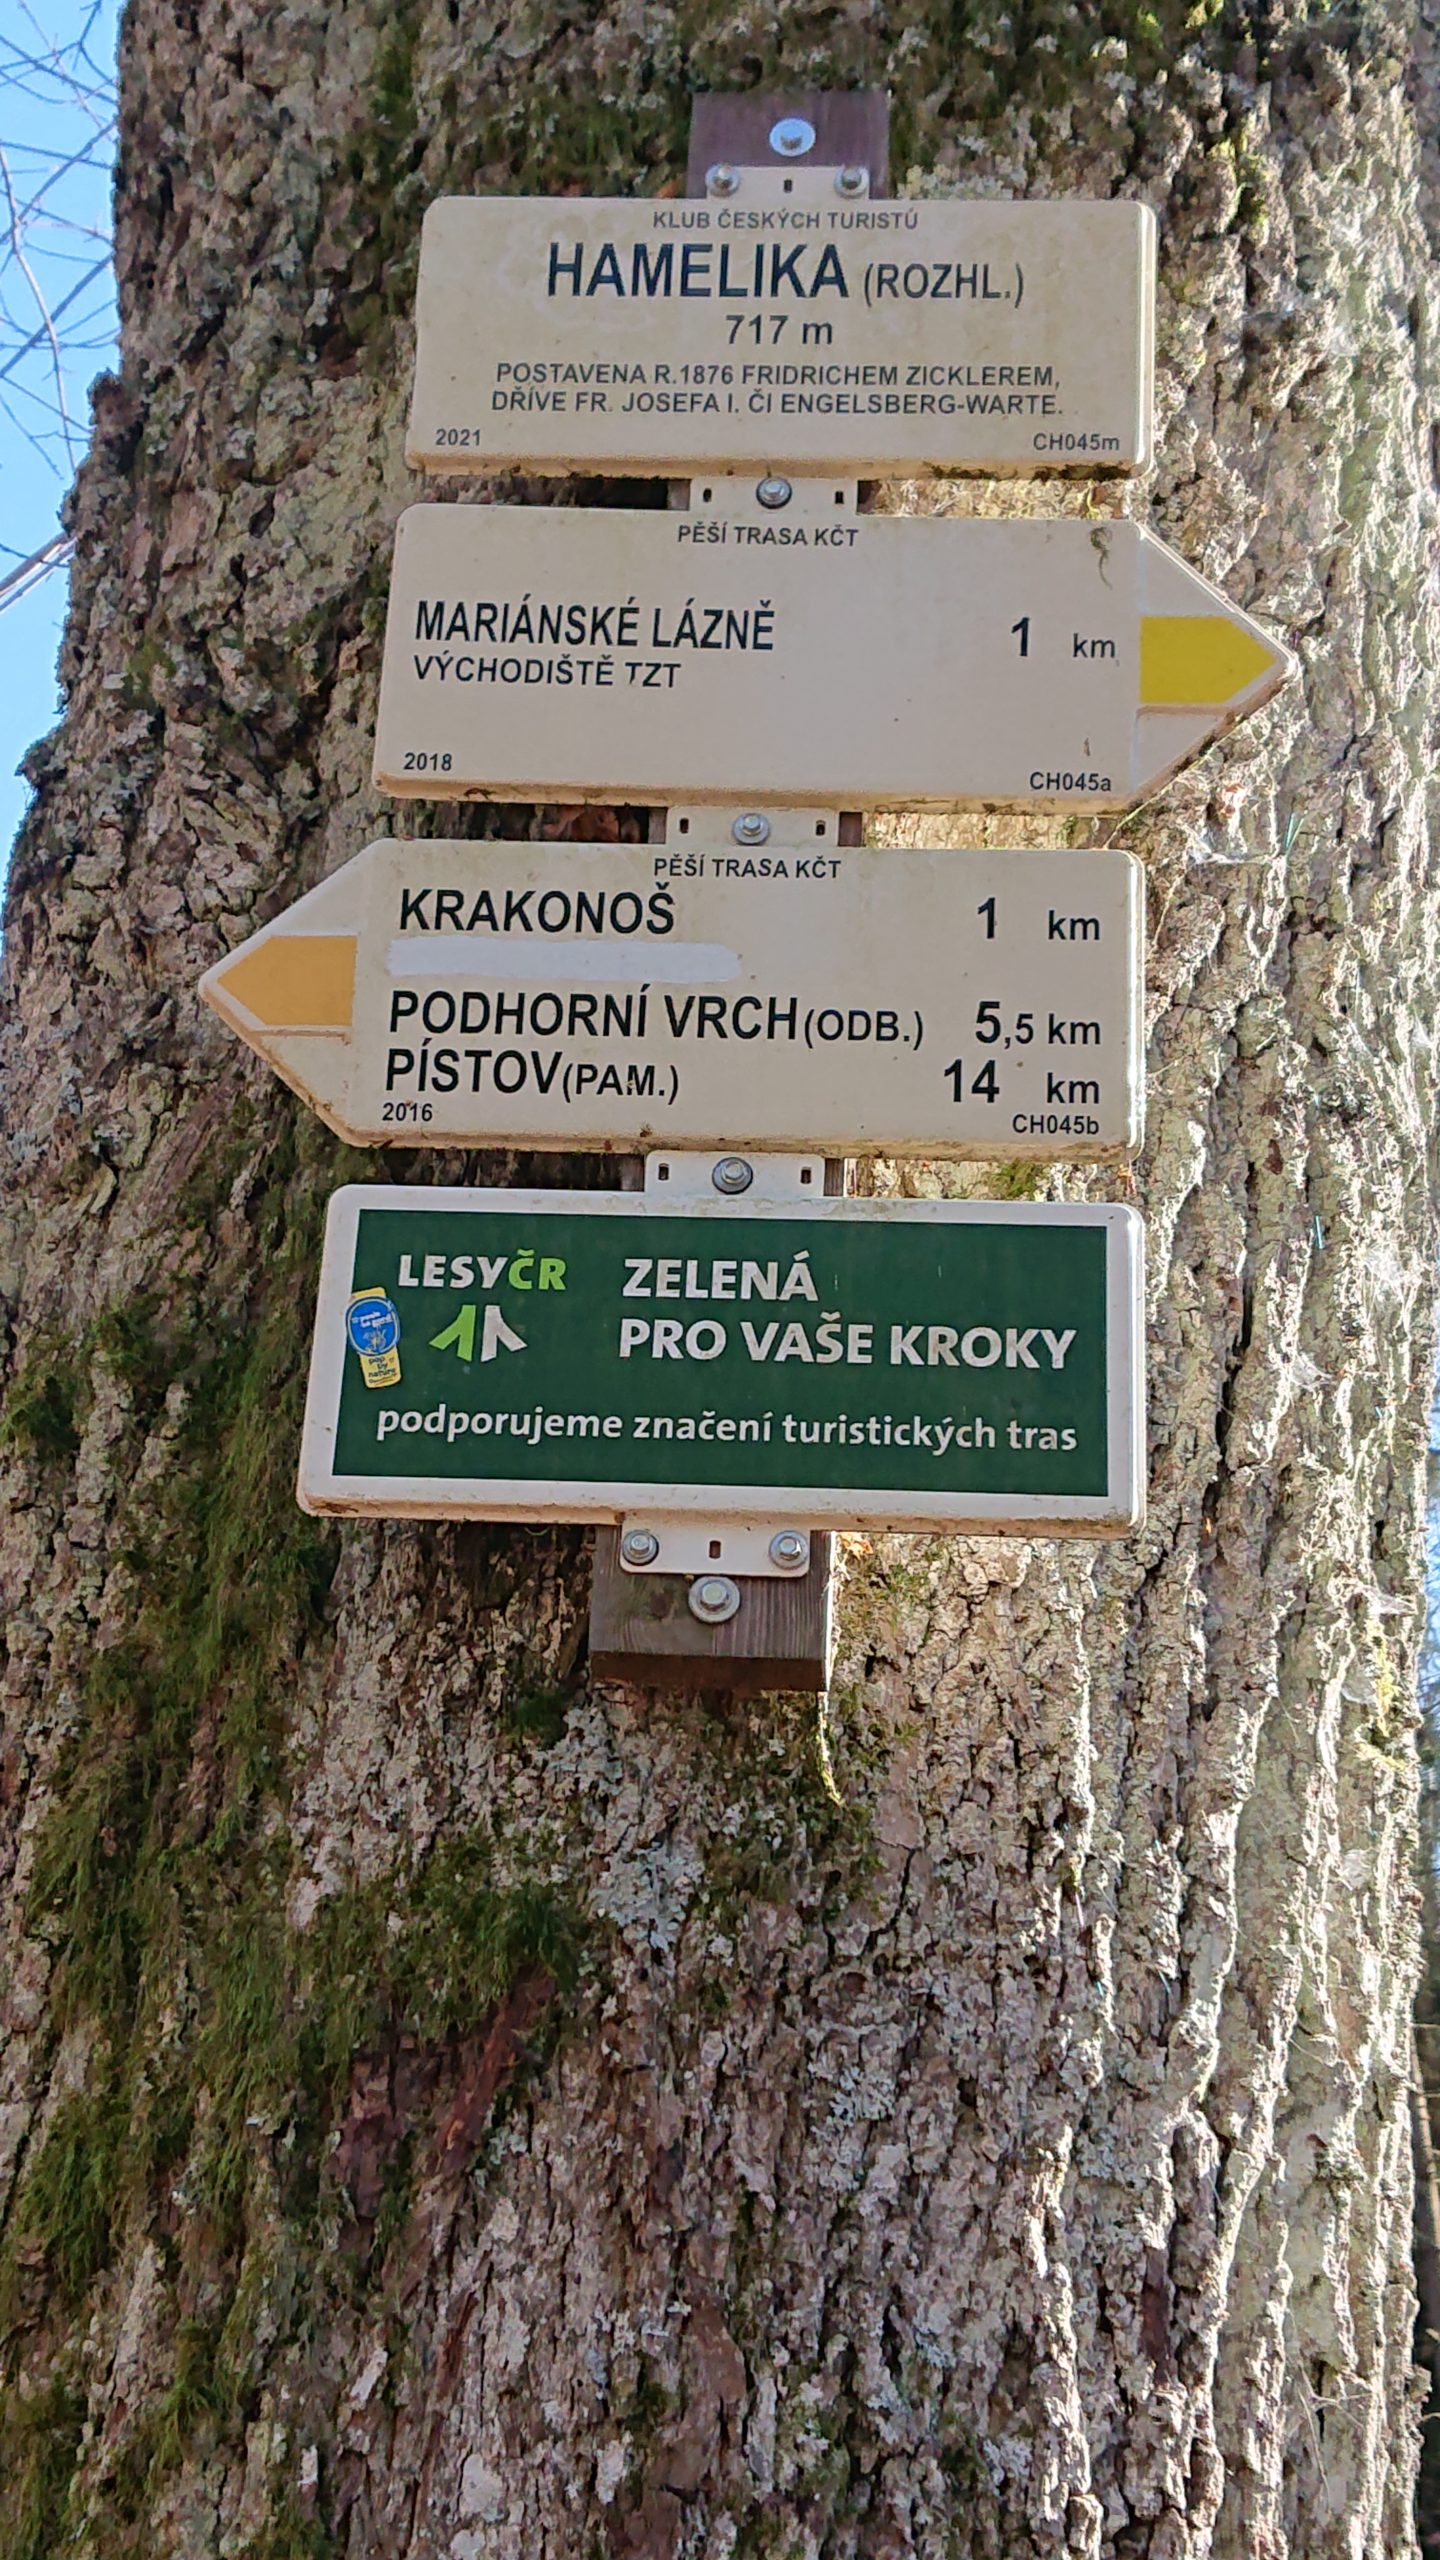 KLUB ČESKÝCH TURISTŮ
HAMELIKA (ROZHL.)
717 m
POSTAVENA R.1876 FRIDRICHEM ZICKLEREM,
DŘÍVE FR. JOSEFA I. ČI ENGELSBERG-WARTE.
2021 CH045m
PĚŠÍ TRASA KČT
MARIÁNSKÉ LÁZNĚ 1 km
VÝCHODIŠTĚ TZT
2018 CH045a
PĚŠÍ TRASA KČT
KRAKONOŠ 1 km
PODHORNÍ VRCH(ODB.) 5,5 km
PÍSTOV(PAM.) 14 km
2016 CH045b
LESYČR ZELENÁ
PRO VAŠE KROKY
podporujeme značení turistických tras